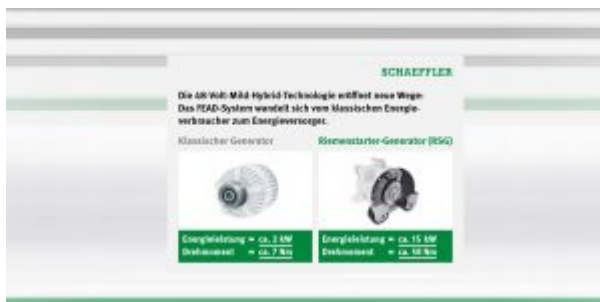 SCHAEFFLER
Die 48-Volt-Mild-Hybrid-Technologie eröffnet neue Wege:
Das FEAD-System wandelt sich vom klassischen Energie-
verbraucher zum Energieversorger.
Klassischer Generator
Riemenstarter-Generator (RSG)
Energieleistung = ca. 3 kW
Drehmoment = ca. 7 Nm
Energieleistung = ca. 15 kW
Drehmoment = ca. 50 Nm